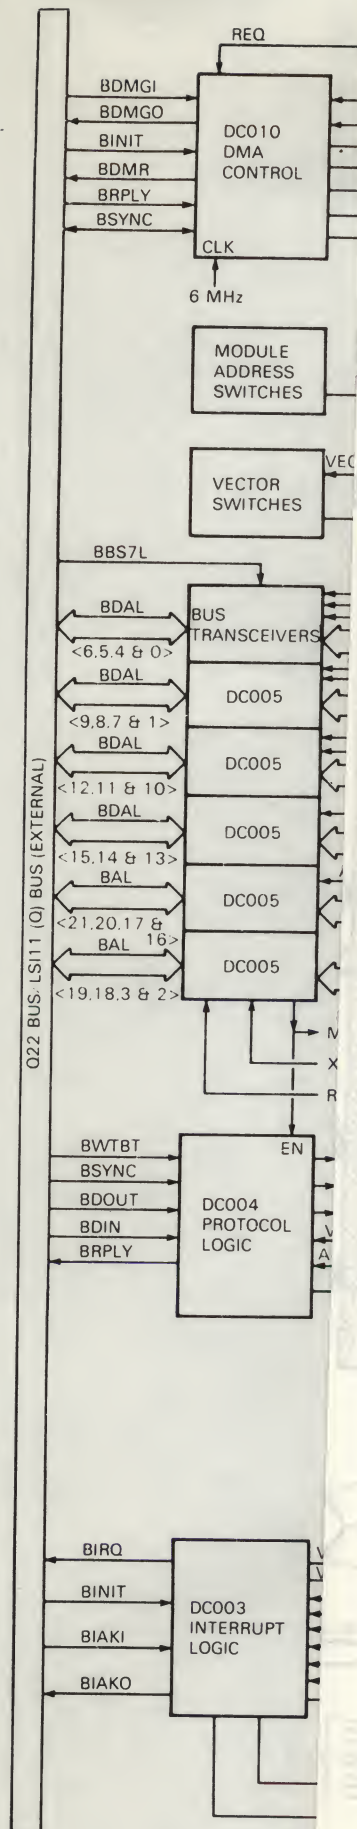 REQ
BDMGI
BDMGO
BINIT
BDMR
BRPLY
BSYNC
DC010
DMA
CONTROL
CLK
6 MHz
MODULE
ADDRESS
SWITCHES
VECTOR
SWITCHES
VEC
BBS7L
BDAL
<6,5.4 & 0>
BUS
TRANSCEIVERS
BDAL
<9,8.7 & 1>
DC005
BDAL
<12,11 & 10>
DC005
BDAL
<15,14 & 13>
DC005
BAL
<21,20.17 &
16>
DC005
BAL
<19,18,3 & 2>
DC005
M
X
R
Q22 BUS/LSI11 (Q) BUS (EXTERNAL)
BWTBT
BSYNC
BDOUT
BDIN
BRPLY
EN
DC004
PROTOCOL
LOGIC
V
A
BIRQ
BINIT
BIAKI
BIAKO
DC003
INTERRUPT
LOGIC
V
V